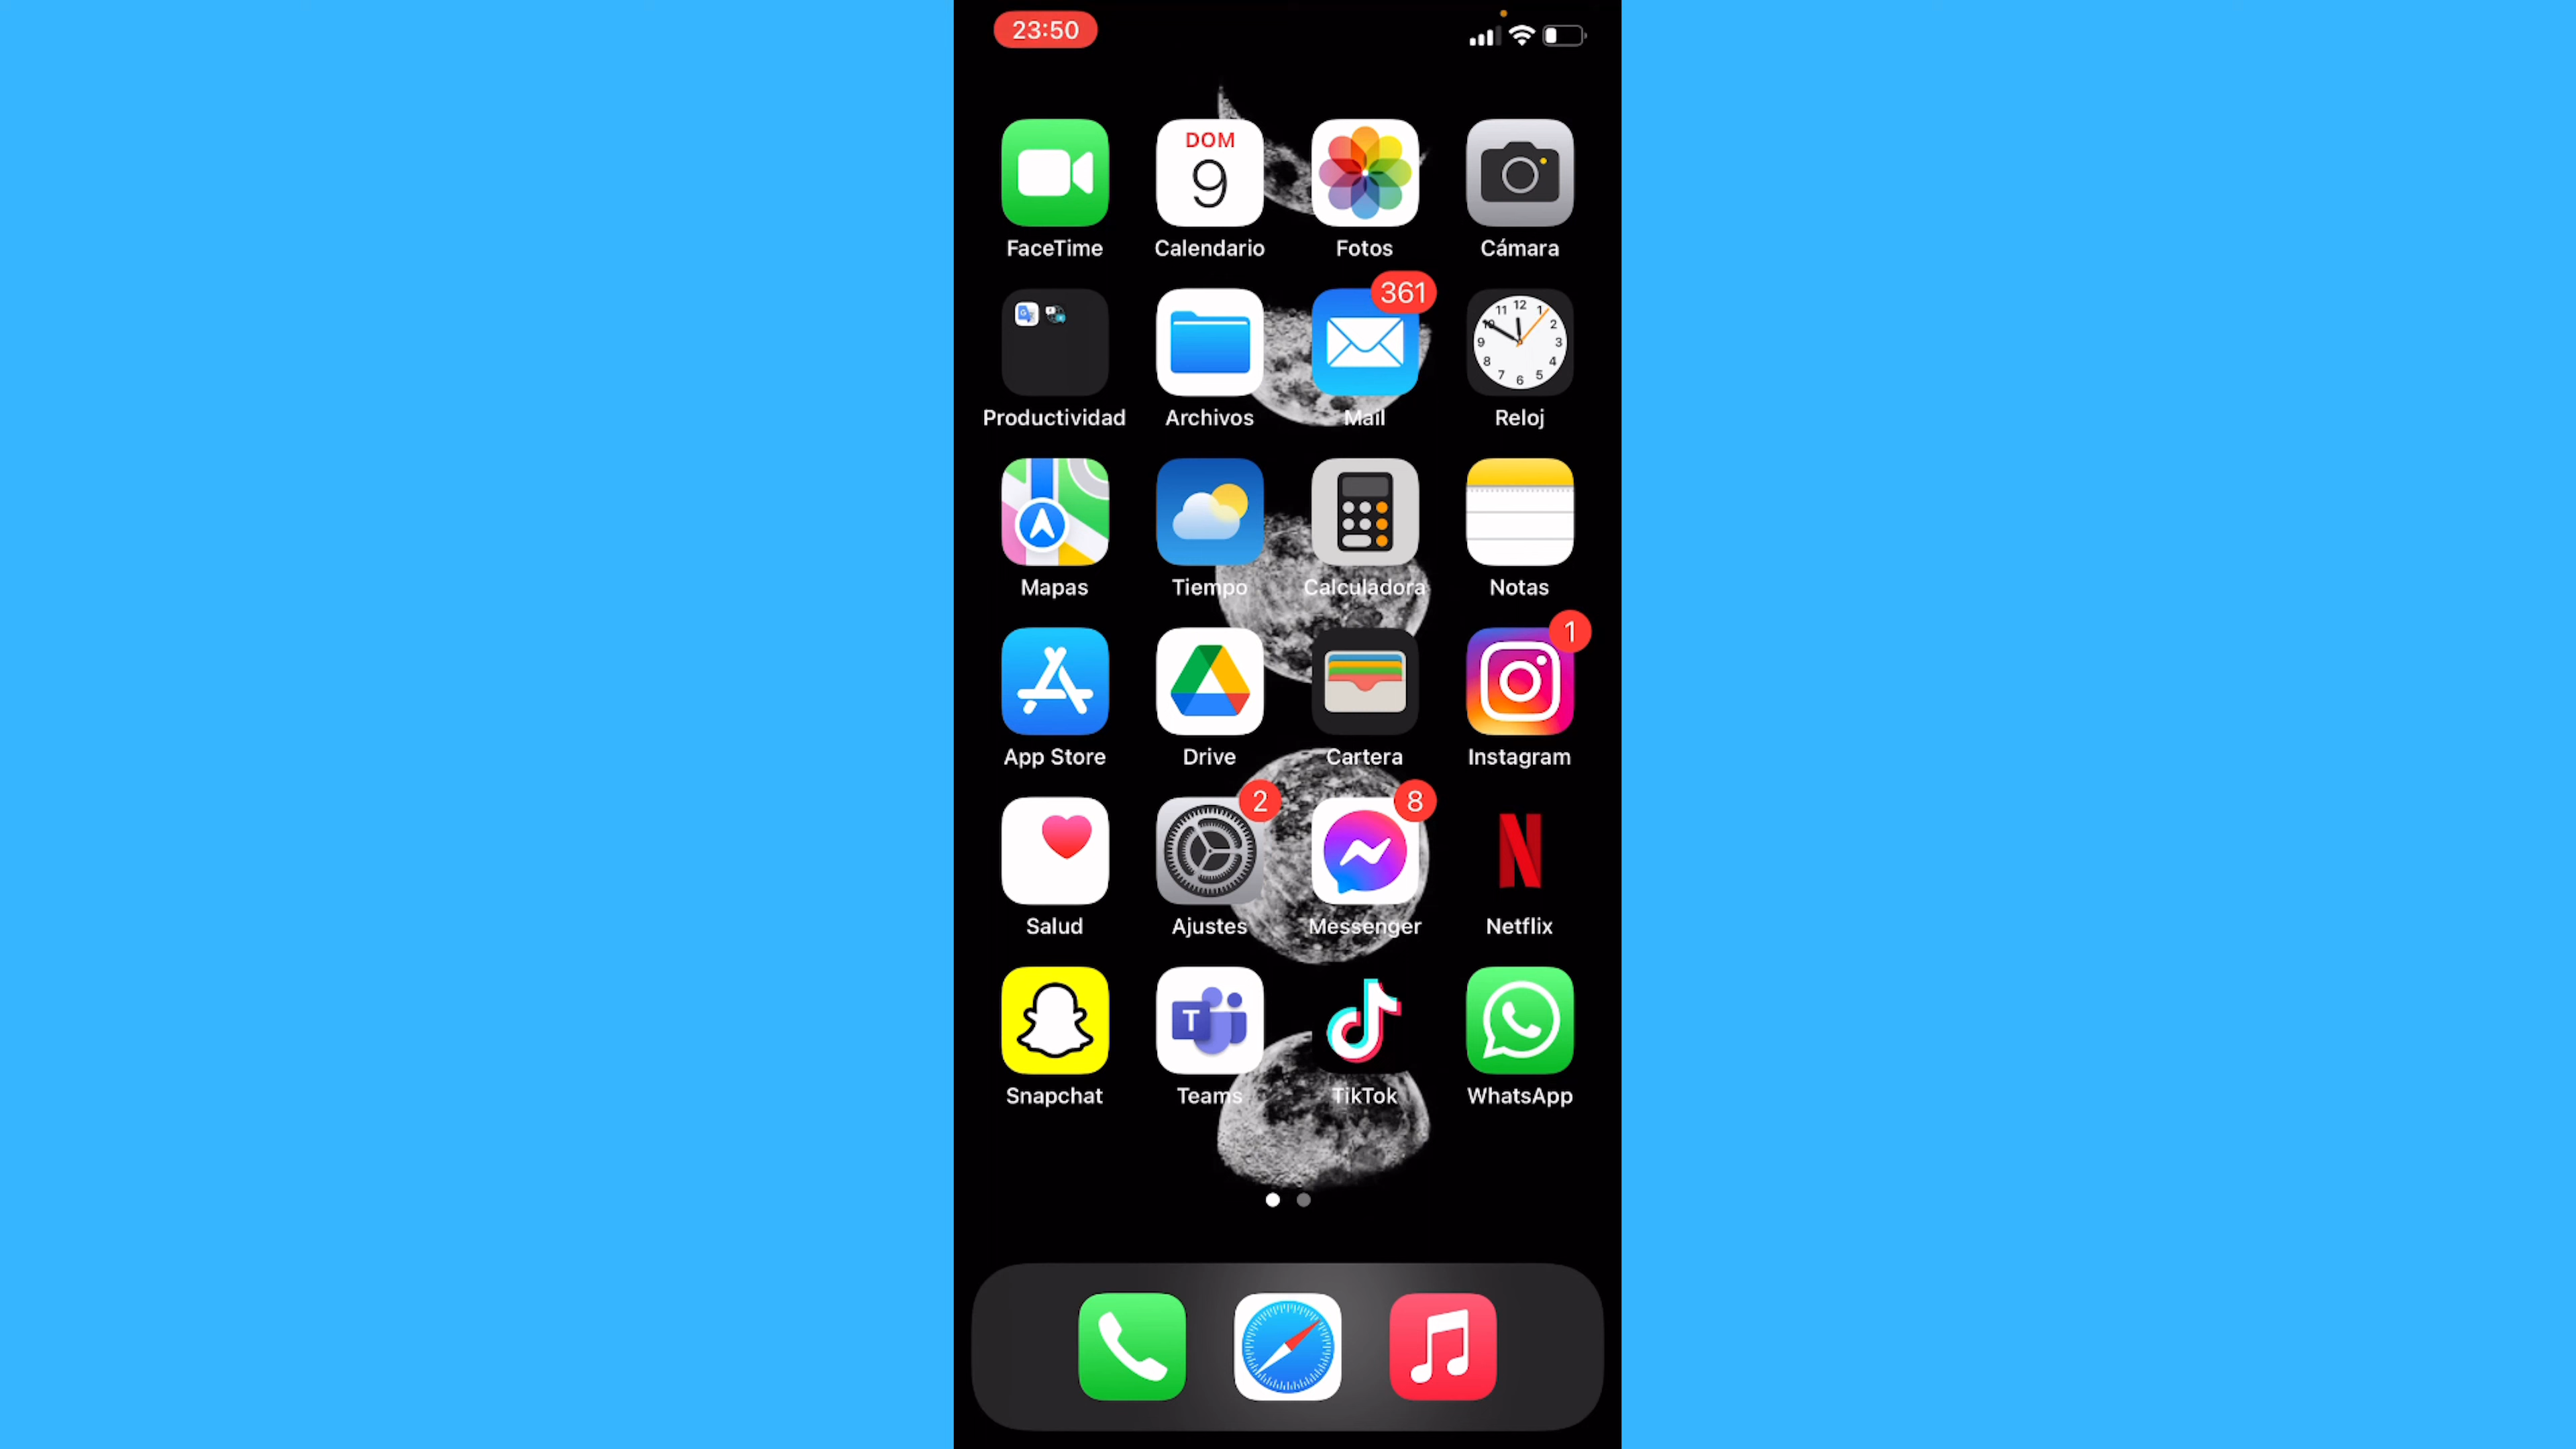 23:50
DOM
9
FaceTime Calendario Fotos Cámara
361
Productividad Archivos Mail Reloj
Mapas Tiempo Calculadora Notas
1
App Store Drive Cartera Instagram
2 8
N
Salud Ajustes Messenger Netflix
T
Snapchat Teams TikTok WhatsApp